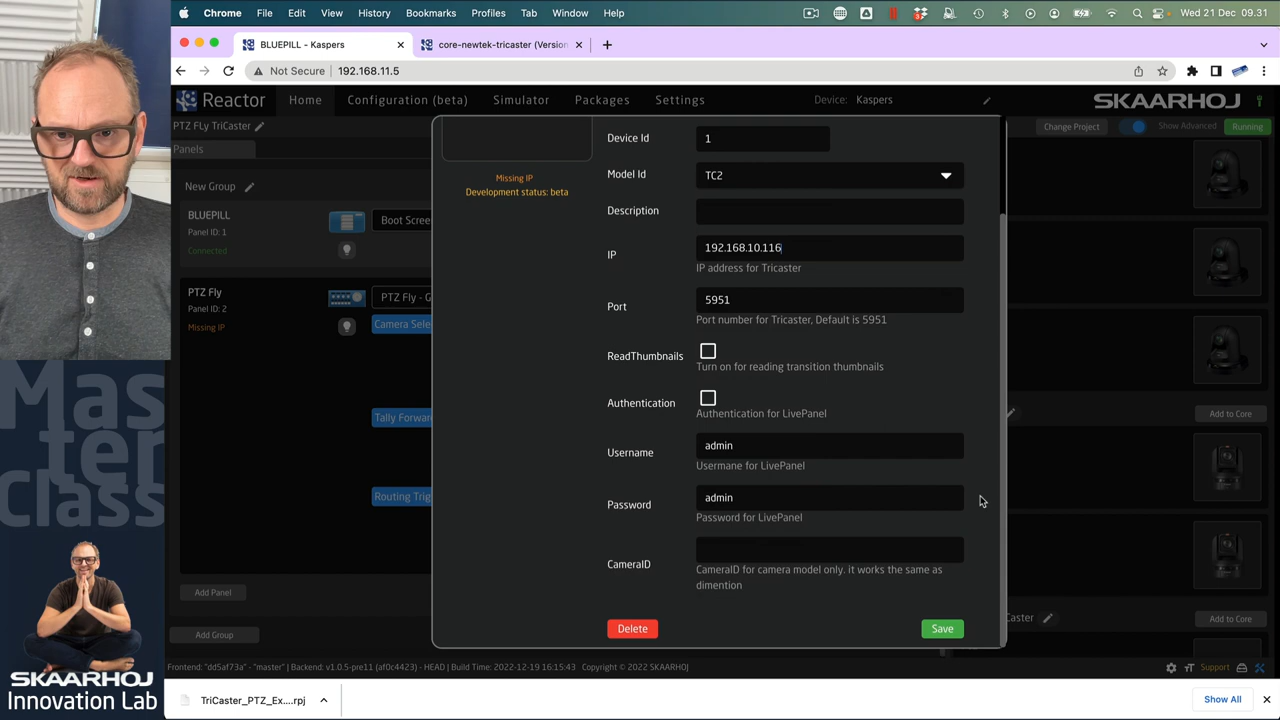 Chrome File Edit View History Bookmarks Profiles Tab Window Help Wed 21 Dec 09.31
BLUEPILL - Kaspers
core-newtek-tricaster (Version
Not Secure 192.168.11.5
Reactor Home Configuration (beta) Simulator Packages Settings Device: Kaspers SKAARHOJ
PTZ FLy TriCaster
Change Project Show Advanced Running
Panels
New Group
BLUEPILL
Panel ID: 1
Connected
Boot Scree
PTZ Fly
Panel ID: 2
Missing IP
PTZ Fly - G
Camera Sele
Tally Forwar
Routing Trig
Add Panel
Add Group
Missing IP
Development status: beta
Device Id 1
Model Id TC2
Description
IP 192.168.10.116
IP address for Tricaster
Port 5951
Port number for Tricaster, Default is 5951
ReadThumbnails
Turn on for reading transition thumbnails
Authentication
Authentication for LivePanel
Username admin
Usermane for LivePanel
Password admin
Password for LivePanel
CameraID
CameraID for camera model only. it works the same as
dimention
Delete Save
Add to Core
caster Add to Core
Frontend: "dd5af73a" - "master" | Backend: v1.0.5-pre11 (af0c4423) - HEAD | Build Time: 2022-12-19 16:15:43 Copyright © 2022 SKAARHOJ
Support
TriCaster_PTZ_Ex....rpj
Show All
Mas
ter
Class
SKAARHOJ
Innovation Lab